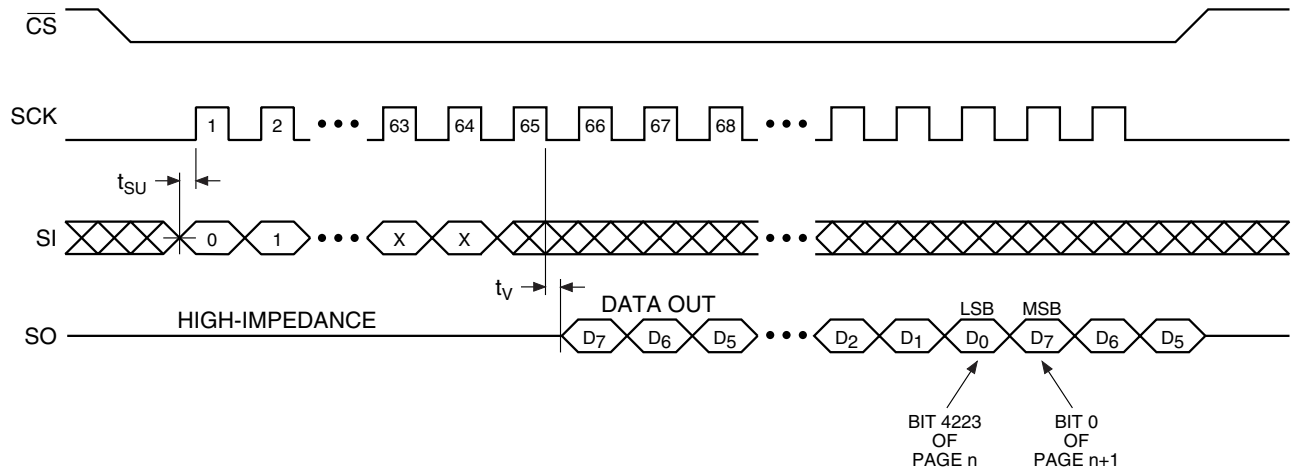 CS
SCK
1 2 ••• 63 64 65 66 67 68 •••
tSU
SI
0 1 ••• X X •••
tV
DATA OUT
HIGH-IMPEDANCE
LSB MSB
SO
D7 D6 D5 ••• D2 D1 D0 D7 D6 D5
BIT 4223
OF
PAGE n
BIT 0
OF
PAGE n+1